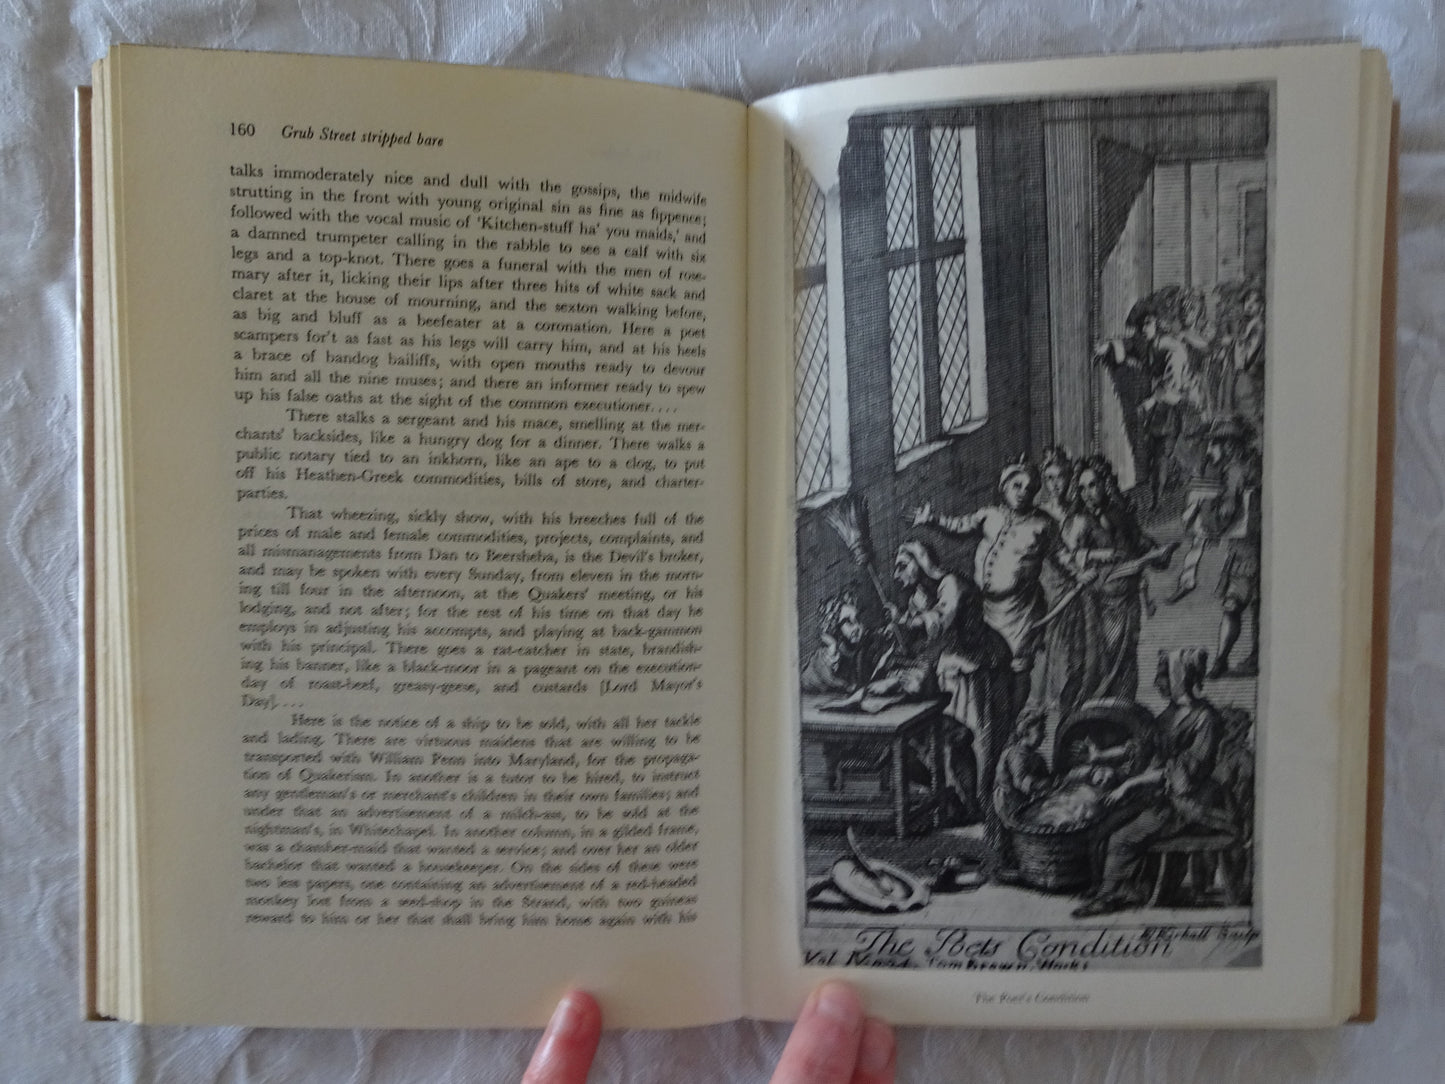 160 Grub Street stripped bare
talks immoderately nice and dull with the gossips, the midwife
strutting in the front with young original sin as fine as fippence;
followed with the vocal music of 'Kitchen-stuff ha' you maids,' and
a damned trumpeter calling in the rabble to see a calf with six
legs and a top-knot. There goes a funeral with the men of rose-
mary after it, licking their lips after three hits of white sack and
claret at the house of mourning, and the sexton walking before,
as big and bluff as a beefeater at a coronation. Here a poet
scampers for't as fast as his legs will carry him, and at his heels
a brace of bandog bailiffs, with open mouths ready to devour
him and all the nine muses; and there an informer ready to spew
up his false oaths at the sight of the common executioner....
There stalks a sergeant and his mace, smelling at the mer-
chants' backsides, like a hungry dog for a dinner. There walks a
public notary tied to an inkhorn, like an ape to a clog, to put
off his Heathen-Greek commodities, bills of store, and charter-
parties.
That wheezing, sickly show, with his breeches full of the
prices of male and female commodities, projects, complaints, and
all mismanagements from Dan to Beersheba, is the Devil's broker,
and may be spoken with every Sunday, from eleven in the morn-
ing till four in the afternoon, at the Quakers' meeting, or his
lodging, and not after; for the rest of his time on that day he
employs in adjusting his accompts, and playing at back-gammon
with his principal. There goes a rat-catcher in state, brandish-
ing his banner, like a black-moor in a pageant on the execution-
day of roast-beef, greasy-geese, and custards [Lord Mayor's
Day]....
Here is the notice of a ship to be sold, with all her tackle
and lading. There are virtuous maidens that are willing to be
transported with William Penn into Maryland, for the propaga-
tion of Quakerism. In another is a tutor to be hired, to instruct
any gentleman's or merchant's children in their own families; and
under that an advertisement of a milch-ass, to be sold at the
nightman's, in Whitechapel. In another column, in a gilded frame,
was a chamber-maid that wanted a service; and over her an older
bachelor that wanted a housekeeper. On the sides of these were
two less papers, one containing an advertisement of a red-headed
monkey lost from a seed-shop in the Strand, with two guineas
reward to him or her that shall bring him home again with his
The Poets Condition
Vol. Tom Brown Works
The Poet's Condition